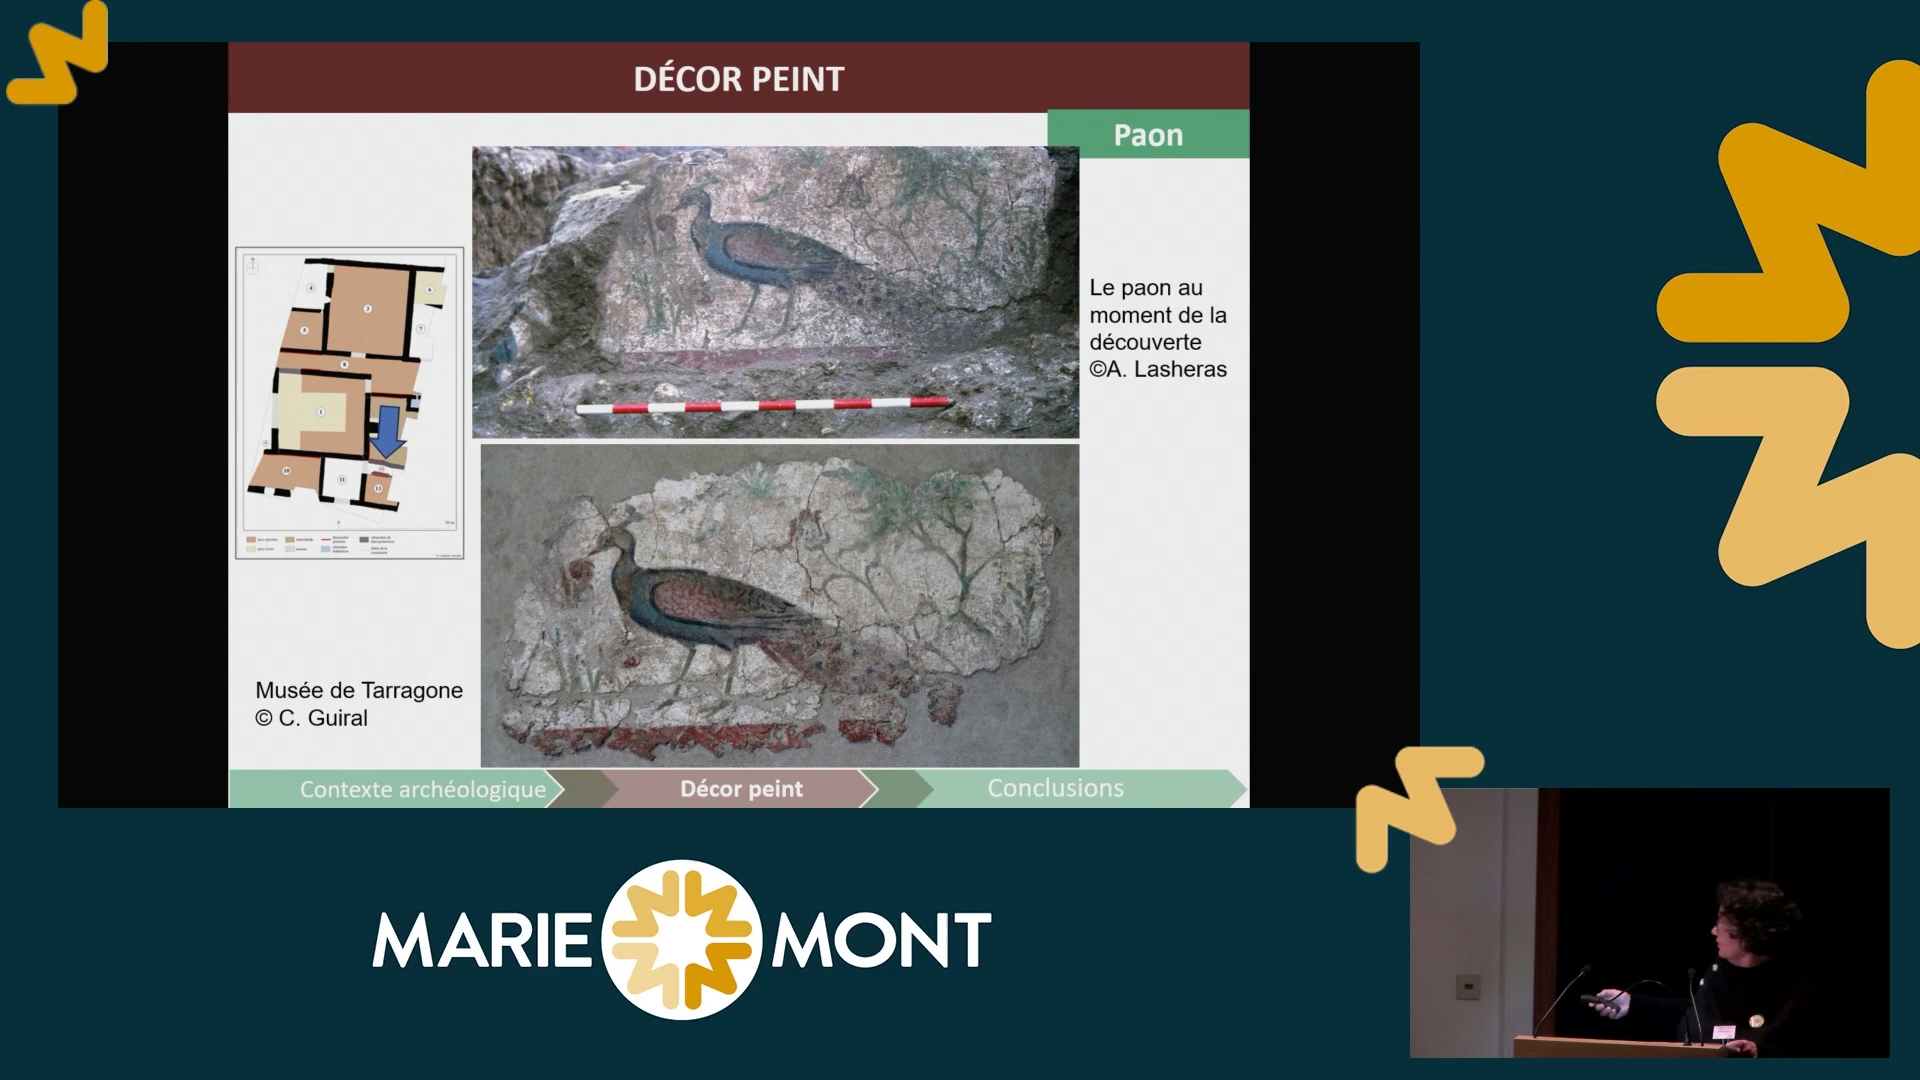 DÉCOR PEINT
Paon
Le paon au
moment de la
découverte
©A. Lasheras
Musée de Tarragone
© C. Guiral
Contexte archéologique
Décor peint
Conclusions
MARIE MONT